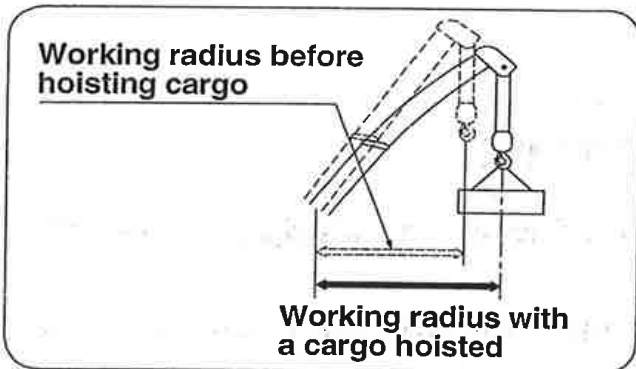 Working radius before
hoisting cargo
Working radius with
a cargo hoisted